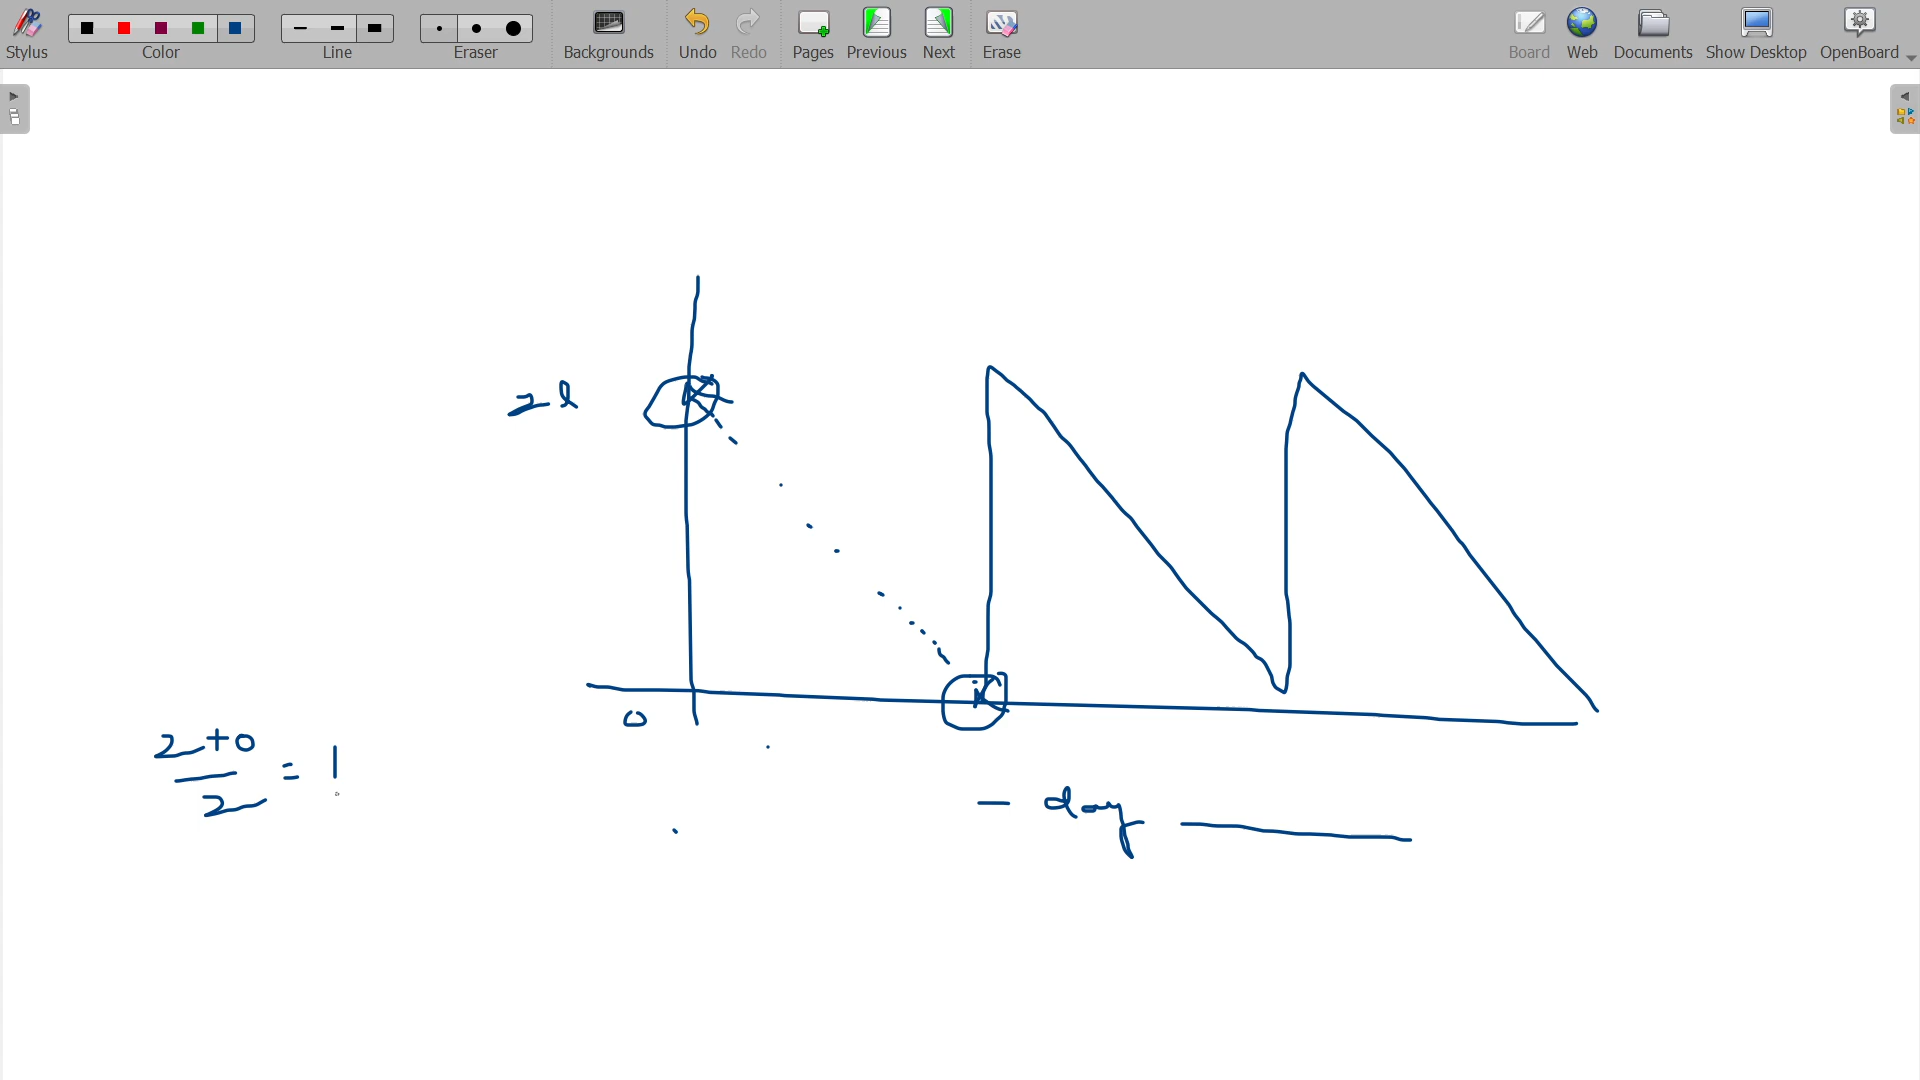 Stylus Color Line Eraser Backgrounds Undo Redo Pages Previous Next Erase Board Web Documents Show Desktop OpenBoard
2 l
0
2+0
= 1
2
- day